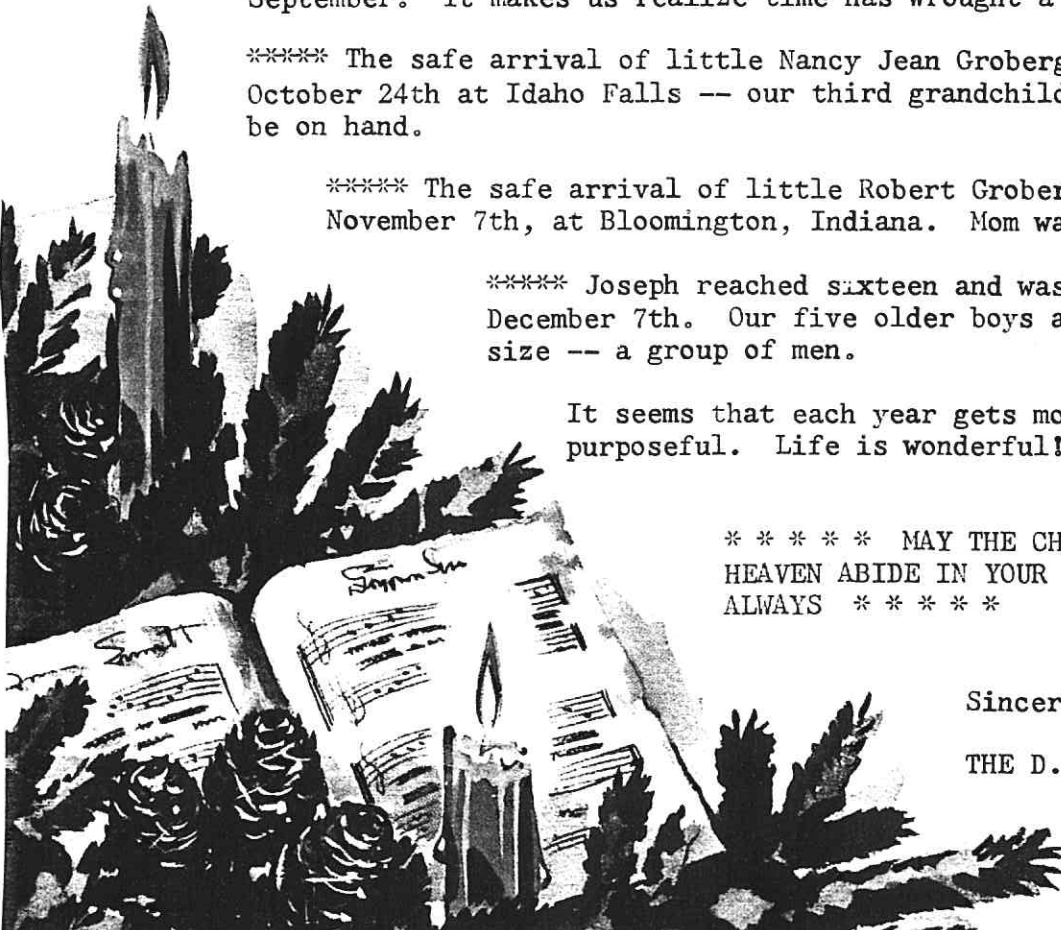 September. It makes us realize time has wrought a
***** The safe arrival of little Nancy Jean Groberg
October 24th at Idaho Falls -- our third grandchild
be on hand.
***** The safe arrival of little Robert Grober
November 7th, at Bloomington, Indiana. Mom wa
***** Joseph reached sixteen and was
December 7th. Our five older boys a
size -- a group of men.
It seems that each year gets mo
purposeful. Life is wonderful!
* * * * * MAY THE CH
HEAVEN ABIDE IN YOUR
ALWAYS * * * * *
Sincer
THE D.